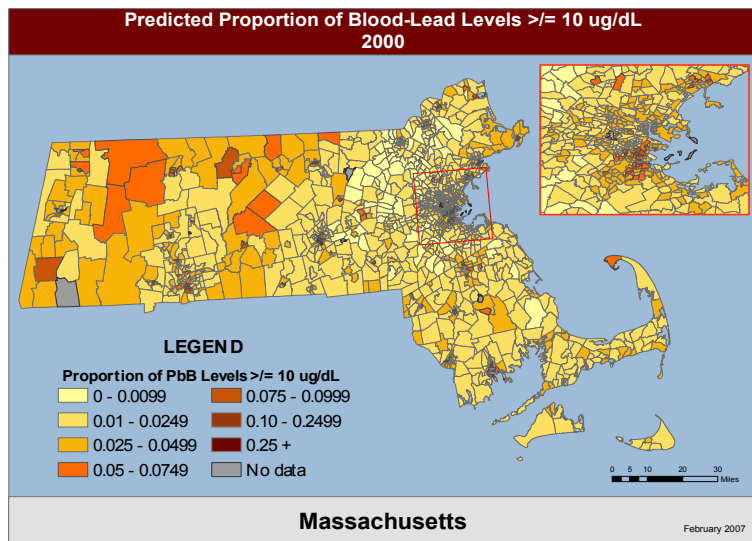 Predicted Proportion of Blood-Lead Levels >/= 10 ug/dL
2000
LEGEND
Proportion of PbB Levels >/= 10 ug/dL
0 - 0.0099
0.01 - 0.0249
0.025 - 0.0499
0.05 - 0.0749
0.075 - 0.0999
0.10 - 0.2499
0.25 +
No data
0 5 10 20 30
Miles
Massachusetts
February 2007